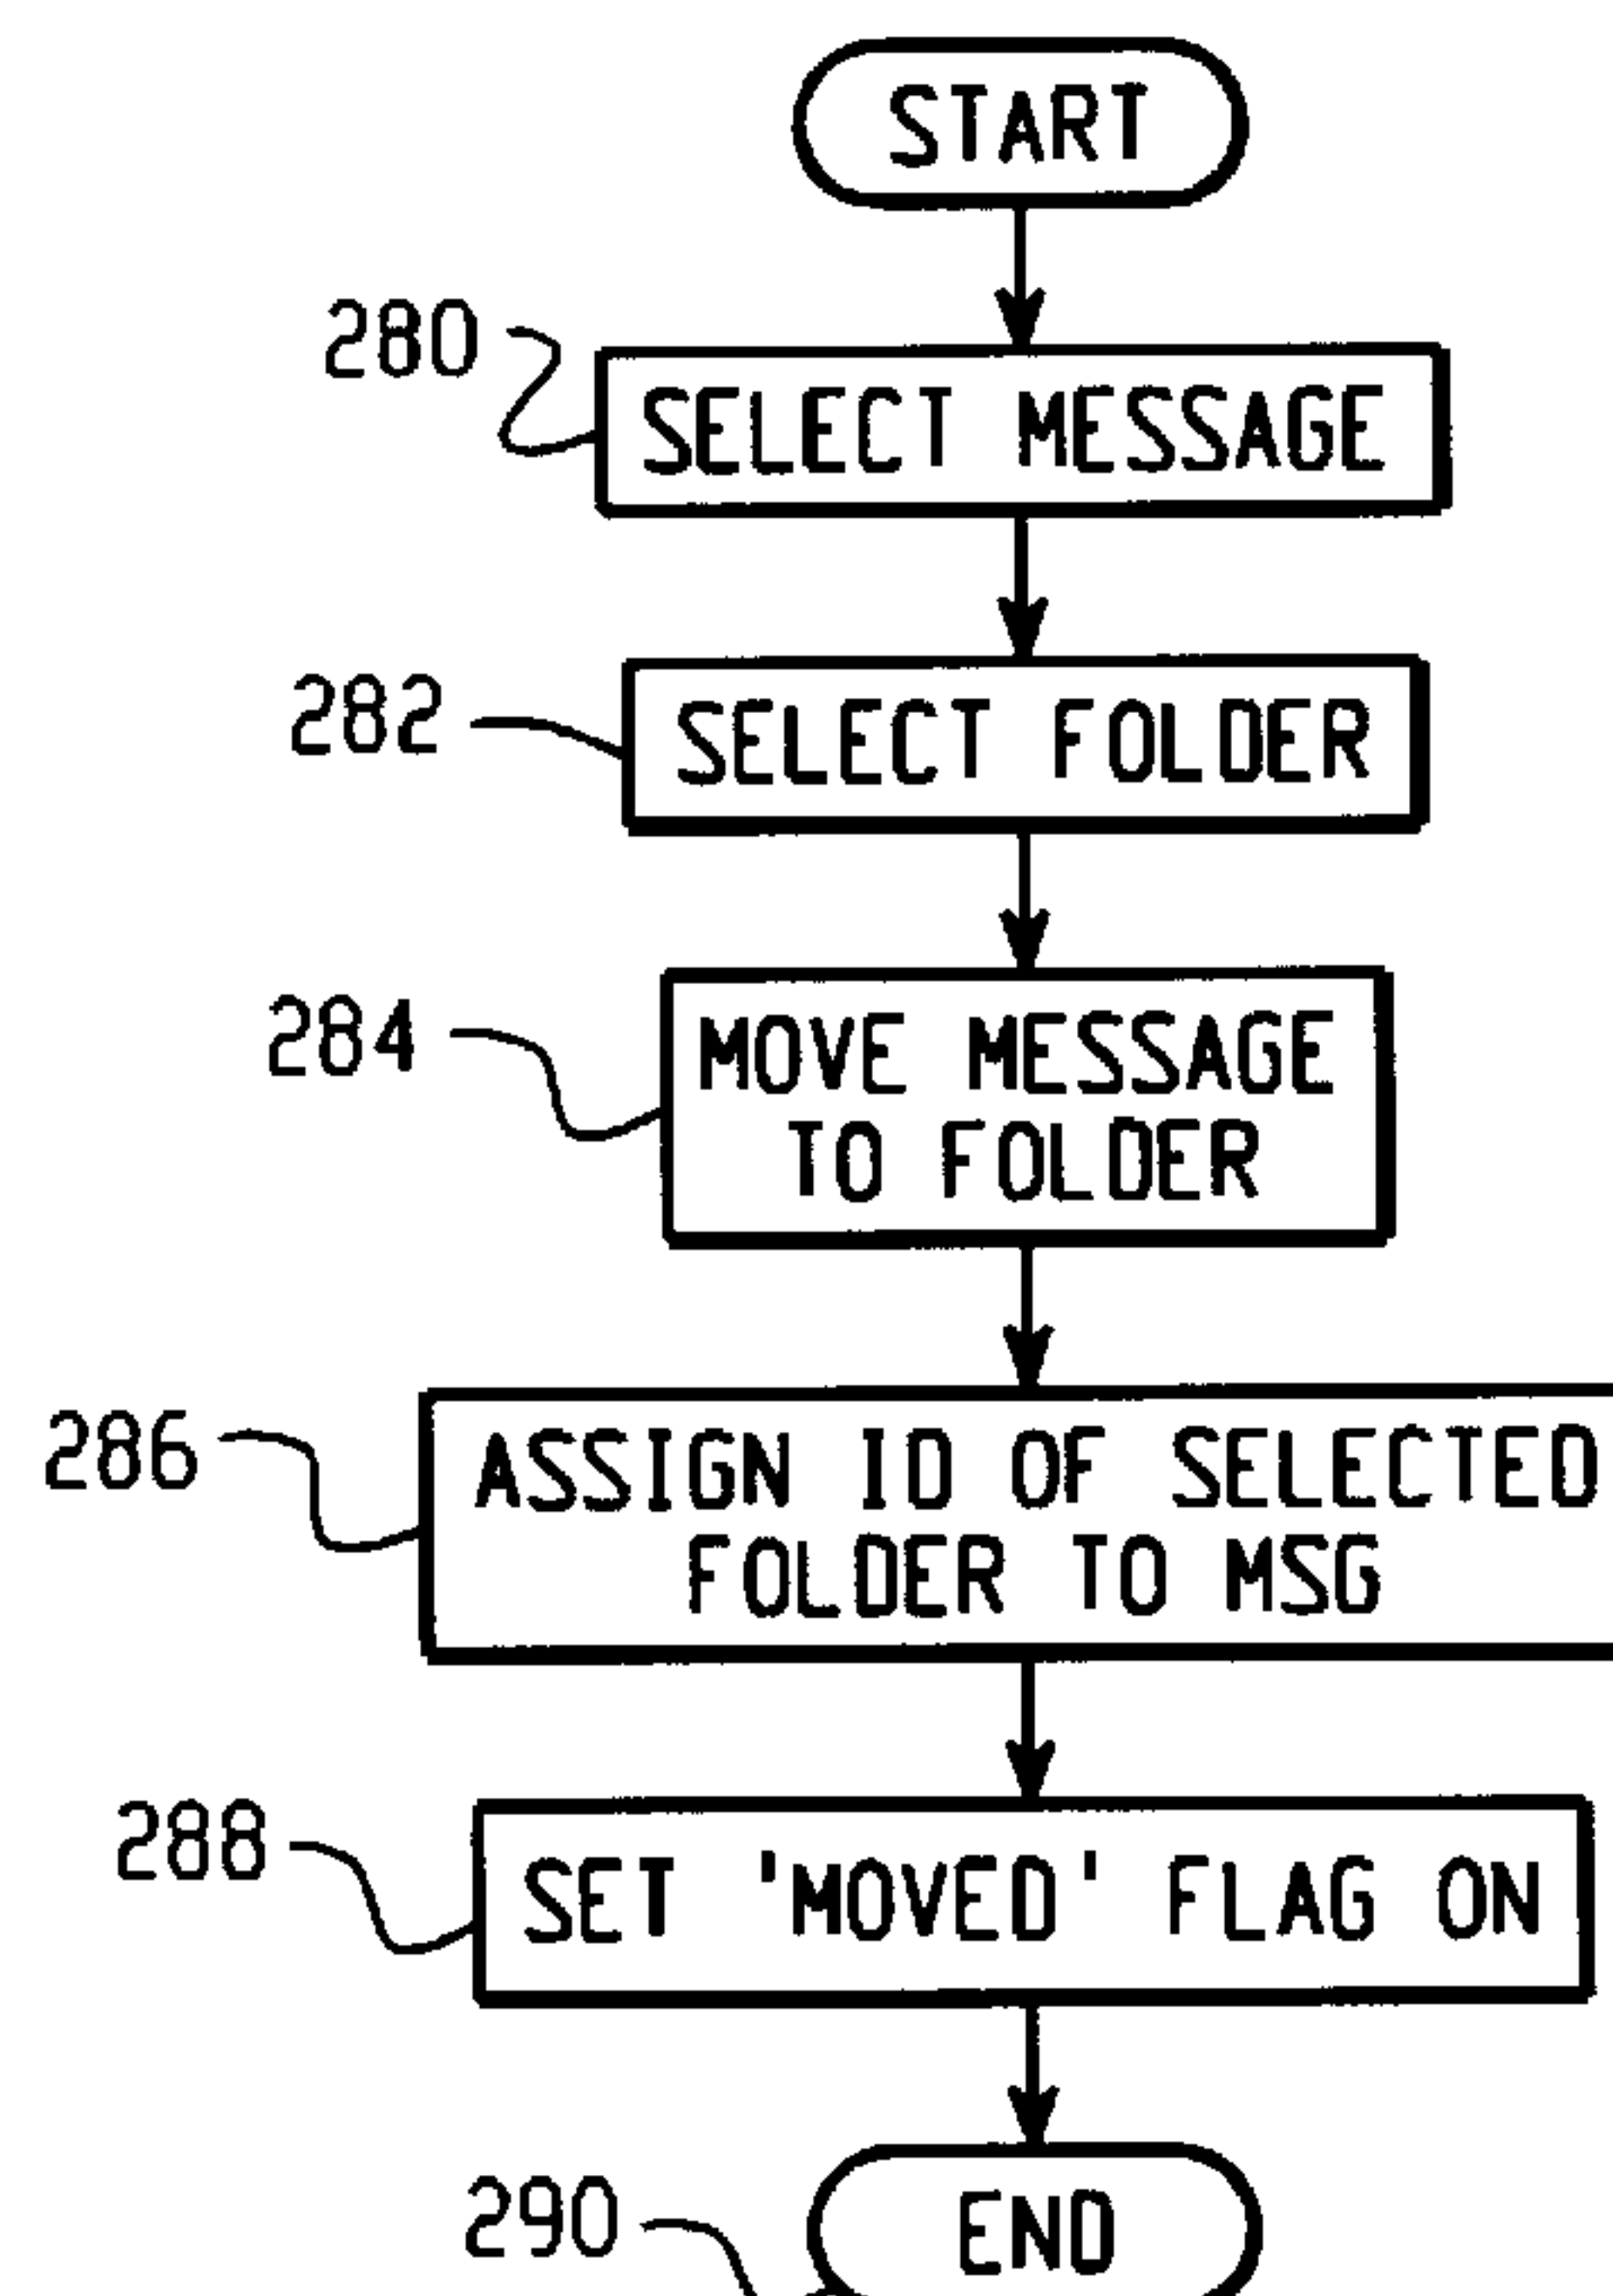 START
280
SELECT MESSAGE
282
SELECT FOLDER
284
MOVE MESSAGE
TO FOLDER
286
ASSIGN ID OF SELECTED
FOLDER TO MSG
288
SET 'MOVED' FLAG ON
290
END